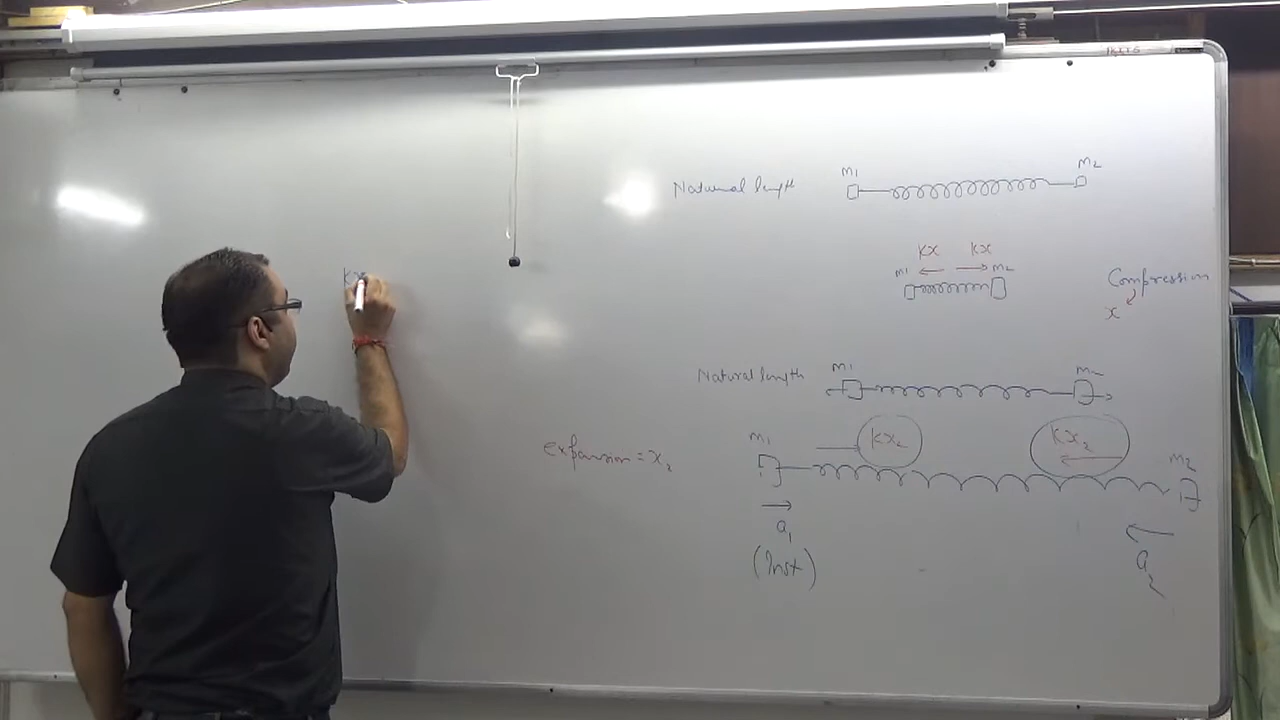 m1 m2
Natural length
kx kx
m1 m2
Compression
x
kx
m1 m2
Natural length
kx2 kx2
m1 m2
expansion = x2
a1
a2
(Inst)